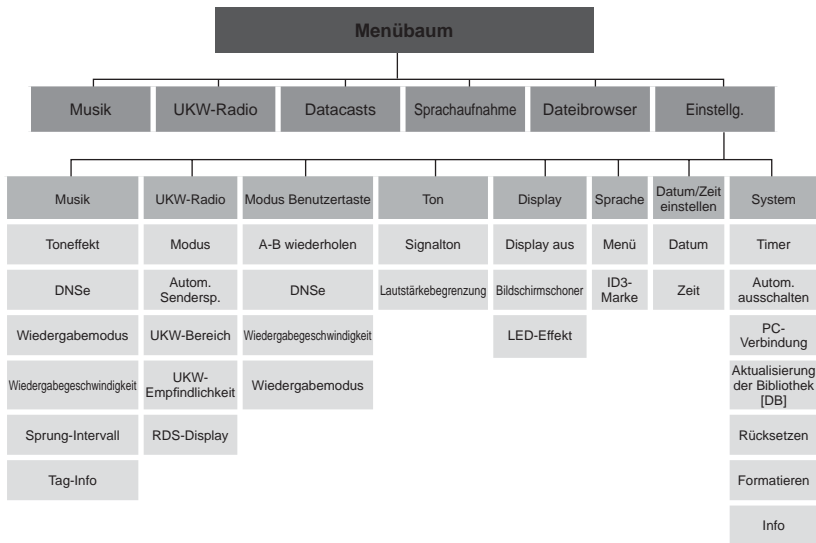 Menübaum
Musik
UKW-Radio
Datacasts
Sprachaufnahme
Dateibrowser
Einstellg.
Musik
Toneffekt
DNSe
Wiedergabemodus
Wiedergabegeschwindigkeit
Sprung-Intervall
Tag-Info
UKW-Radio
Modus
Autom.
Sendersp.
UKW-Bereich
UKW-
Empfindlichkeit
RDS-Display
Modus Benutzertaste
A-B wiederholen
DNSe
Wiedergabegeschwindigkeit
Wiedergabemodus
Ton
Signalton
Lautstärkebegrenzung
Display
Display aus
Bildschirmschoner
LED-Effekt
Sprache
Menü
ID3-
Marke
Datum/Zeit
einstellen
Datum
Zeit
System
Timer
Autom.
ausschalten
PC-
Verbindung
Aktualisierung
der Bibliothek
[DB]
Rücksetzen
Formatieren
Info